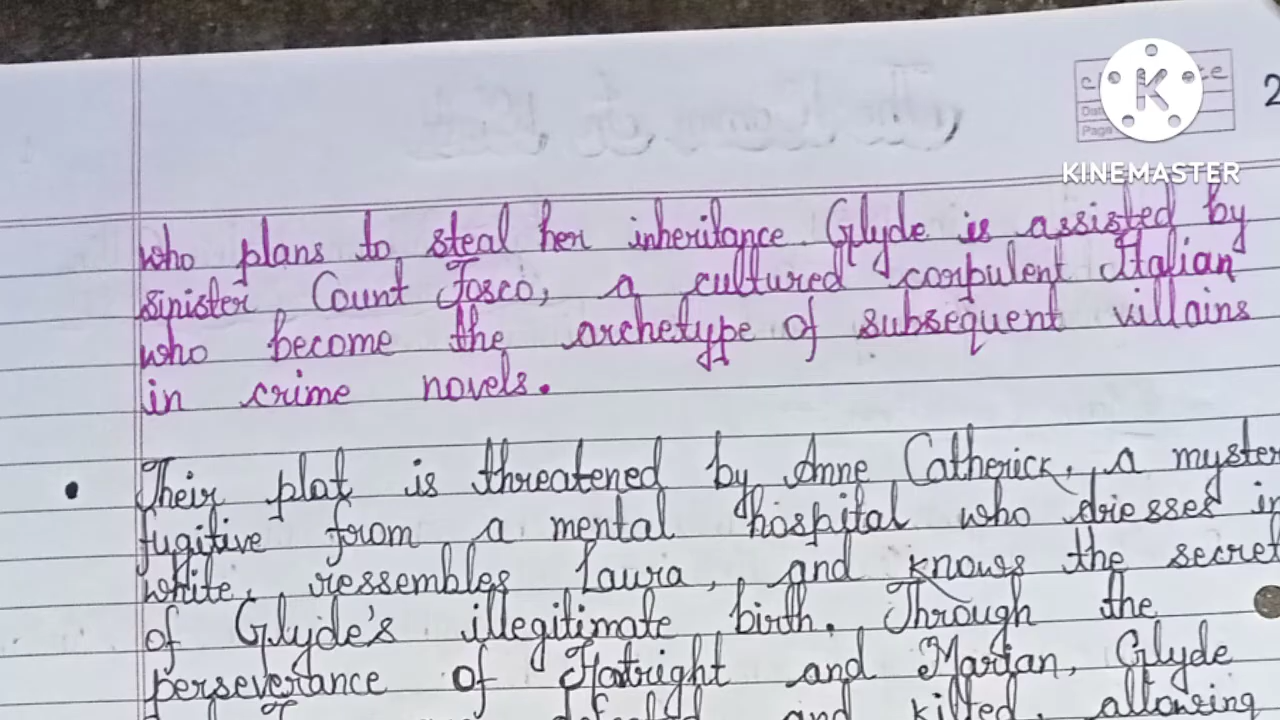 2
KINEMASTER
who plans to steal her inheritance. Glyde is assisted by
sinister Count Fosco, a cultured corpulent Italian
who become the archetype of subsequent villains
in crime novels.
• Their plot is threatened by Anne Catherick, a myster
fugitive from a mental hospital who dresses in
white, ressembles Laura, and knows the secret
of Glyde's illegitimate birth. Through the
perseverance of Hatright and Marian, Glyde
and killed, allowing